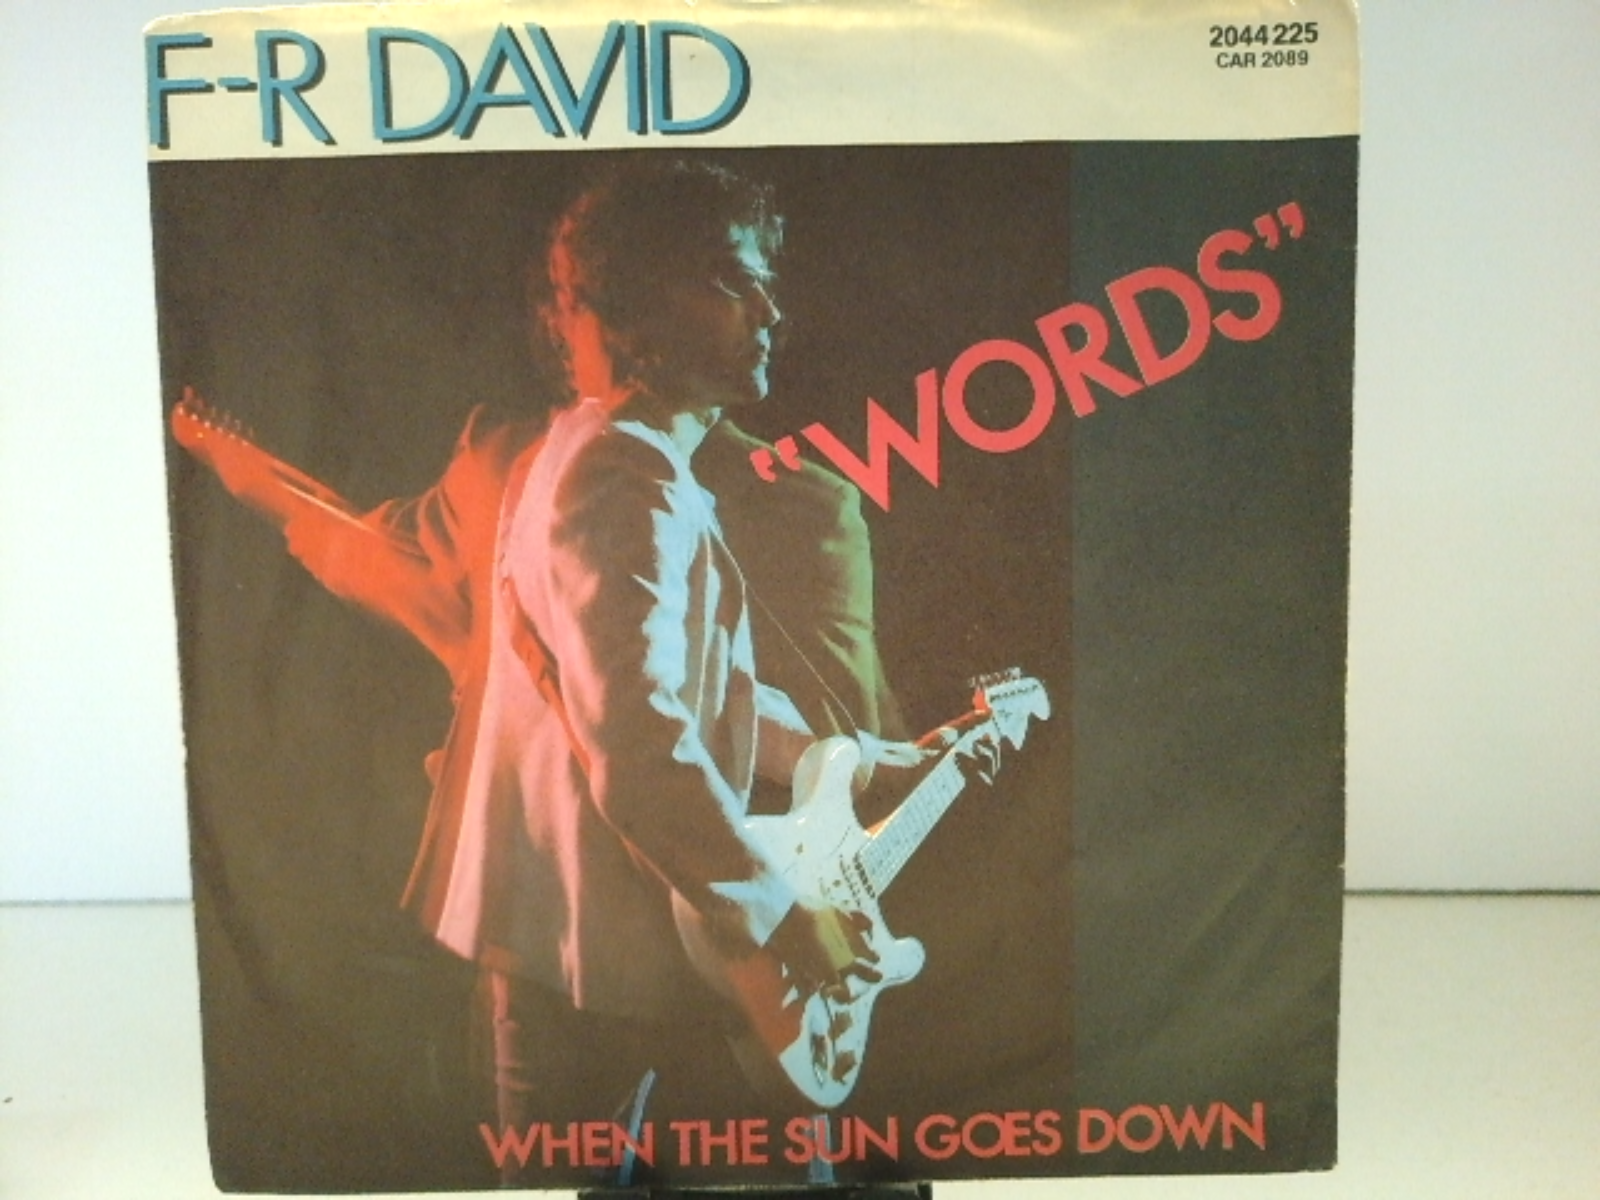 F-R DAVID
2044 225
CAR 2089
“WORDS”
WHEN THE SUN GOES DOWN